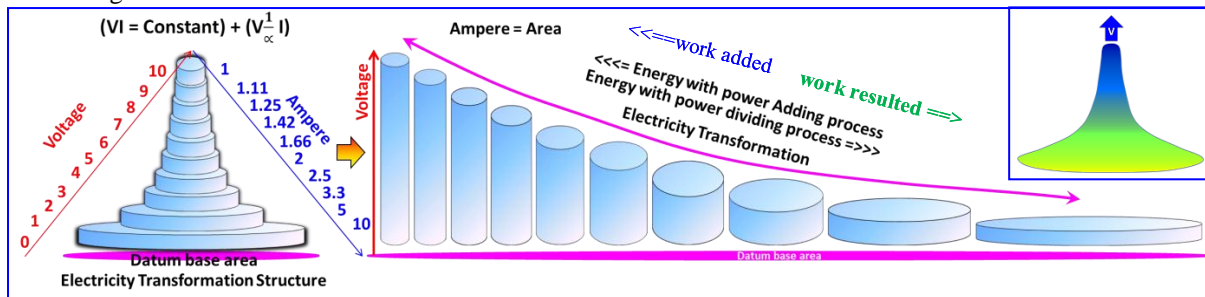 (VI = Constant) + (V 1/∝ I)
Voltage
10
9
8
7
6
5
4
3
2
1
0
Ampere
1
1.11
1.25
1.42
1.66
2
2.5
3.3
5
10
Datum base area
Electricity Transformation Structure
Voltage
Ampere = Area
<<==work added
<<<= Energy with power Adding process
Energy with power dividing process =>>>
Electricity Transformation
work resulted ==>
Datum base area
V